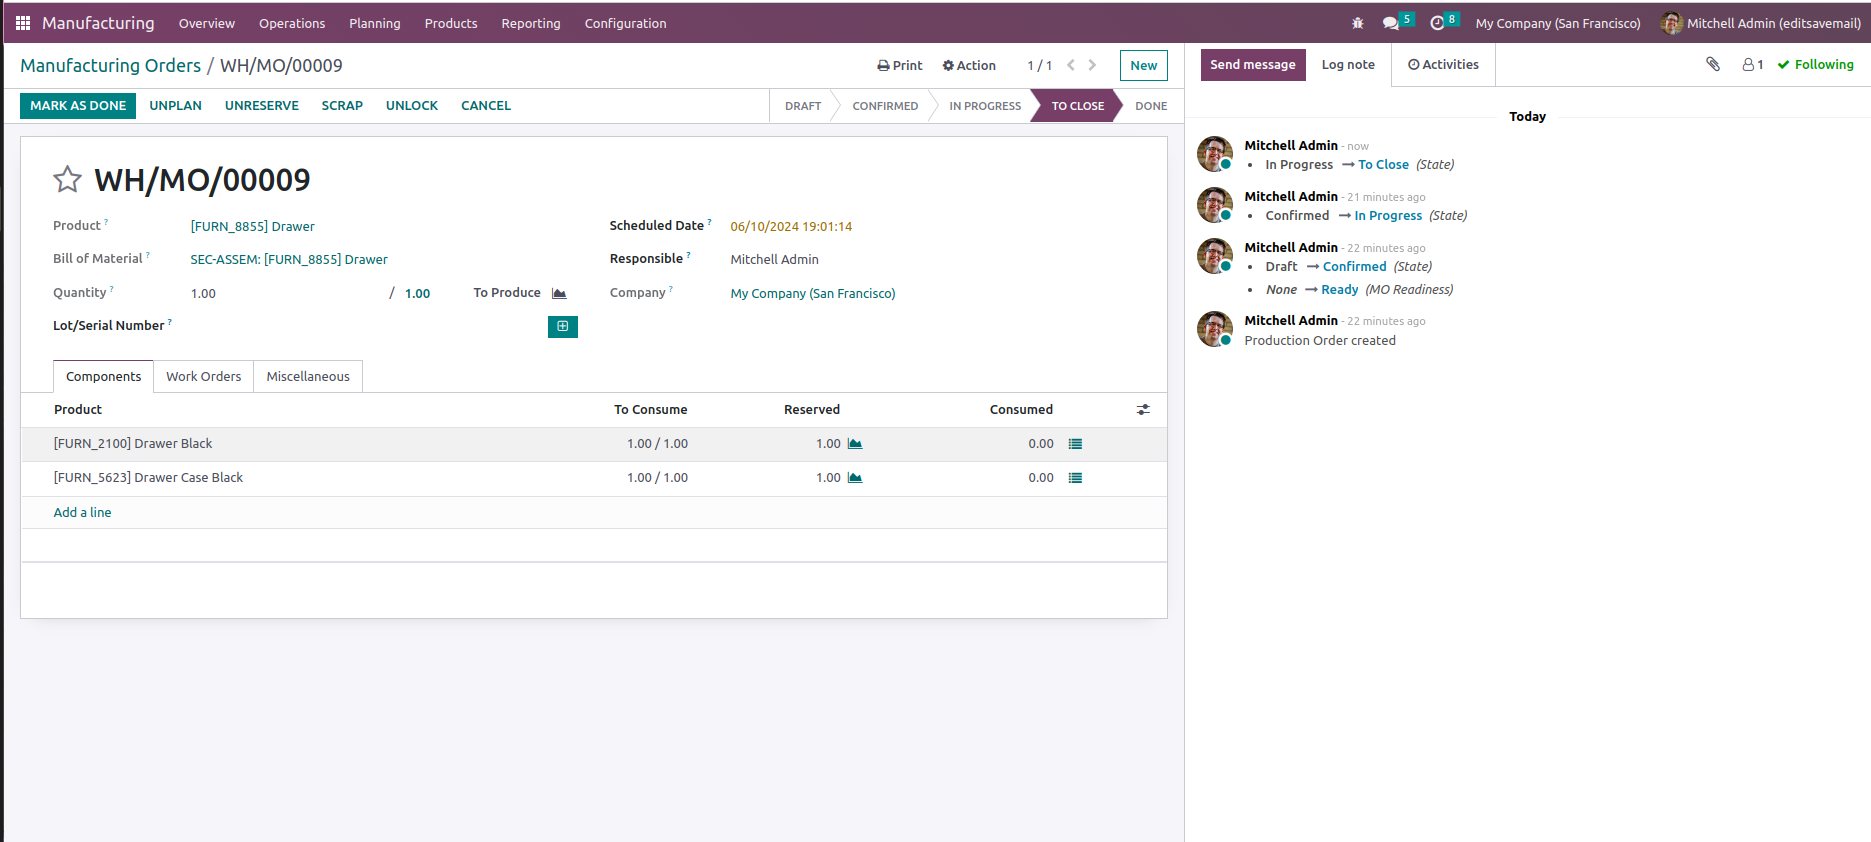 Manufacturing Overview Operations Planning Products Reporting Configuration 5 8 My Company (San Francisco) Mitchell Admin (editsavemail)
Manufacturing Orders / WH/MO/00009 Print Action 1 / 1 New
MARK AS DONE UNPLAN UNRESERVE SCRAP UNLOCK CANCEL DRAFT CONFIRMED IN PROGRESS TO CLOSE DONE
WH/MO/00009
Product ? [FURN_8855] Drawer Scheduled Date ? 06/10/2024 19:01:14
Bill of Material ? SEC-ASSEM: [FURN_8855] Drawer Responsible ? Mitchell Admin
Quantity ? 1.00 / 1.00 To Produce Company ? My Company (San Francisco)
Lot/Serial Number ?
Components Work Orders Miscellaneous
Product To Consume Reserved Consumed
[FURN_2100] Drawer Black 1.00 / 1.00 1.00 0.00
[FURN_5623] Drawer Case Black 1.00 / 1.00 1.00 0.00
Add a line
Send message Log note Activities 1 Following
Today
Mitchell Admin - now
• In Progress → To Close (State)
Mitchell Admin - 21 minutes ago
• Confirmed → In Progress (State)
Mitchell Admin - 22 minutes ago
• Draft → Confirmed (State)
• None → Ready (MO Readiness)
Mitchell Admin - 22 minutes ago
Production Order created